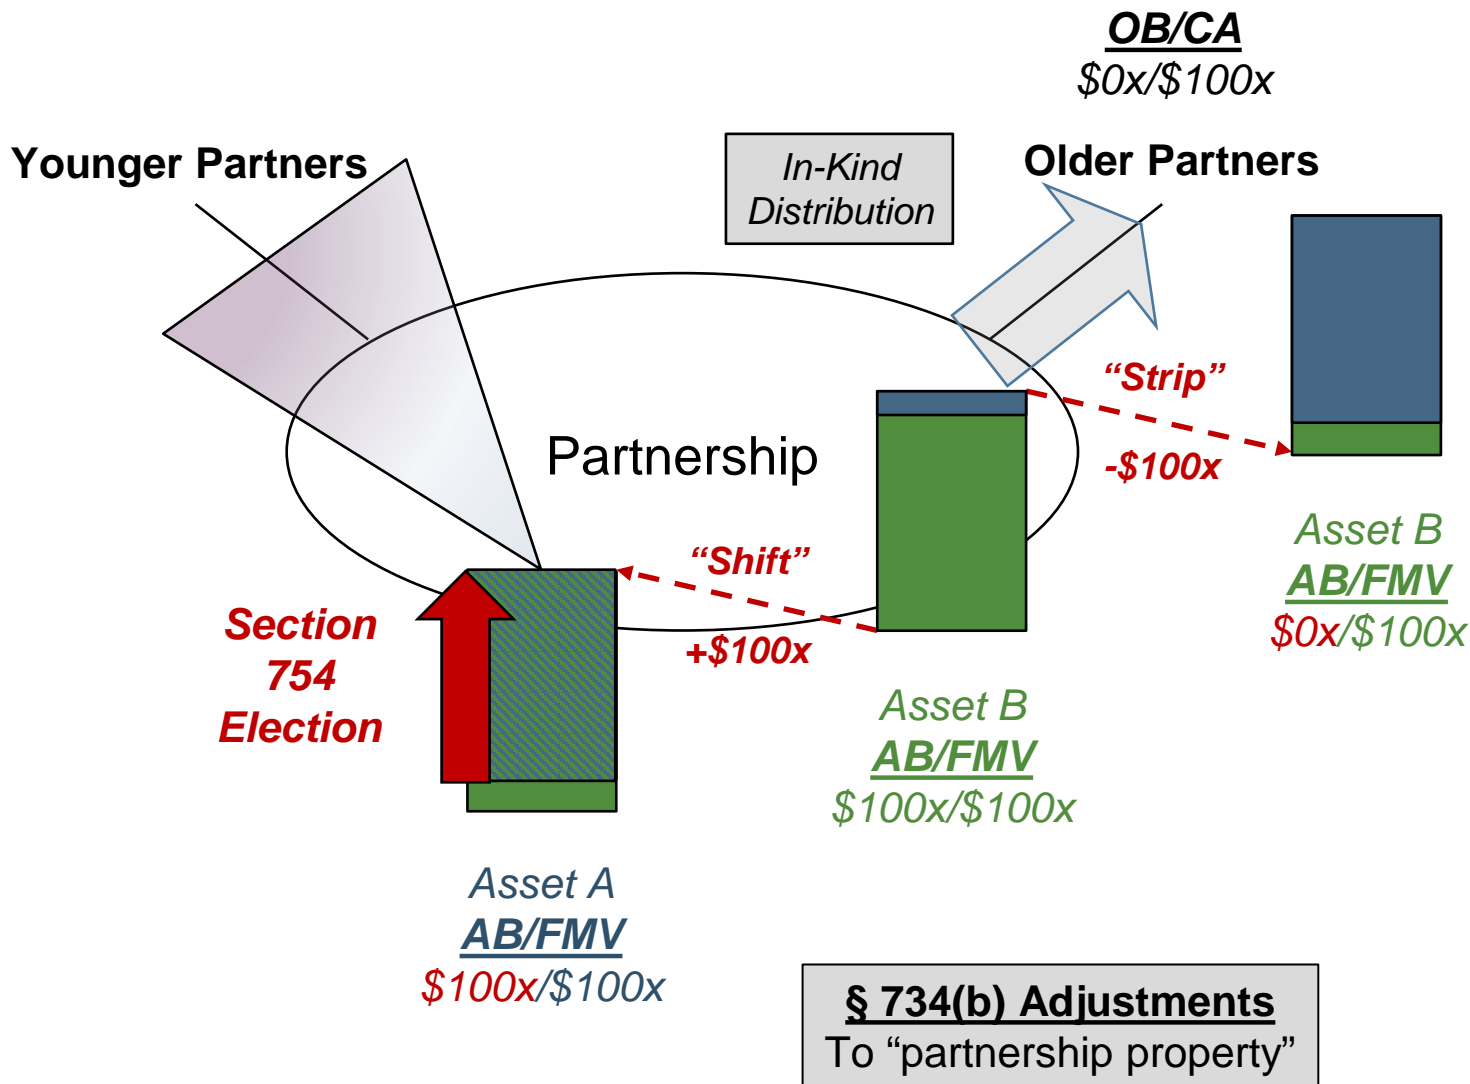 OB/CA
$0x/$100x
Younger Partners
In-Kind
Distribution
Older Partners
“Strip”
-$100x
Partnership
“Shift”
+$100x
Section
754
Election
Asset B
AB/FMV
$0x/$100x
Asset B
AB/FMV
$100x/$100x
Asset A
AB/FMV
$100x/$100x
§ 734(b) Adjustments
To “partnership property”